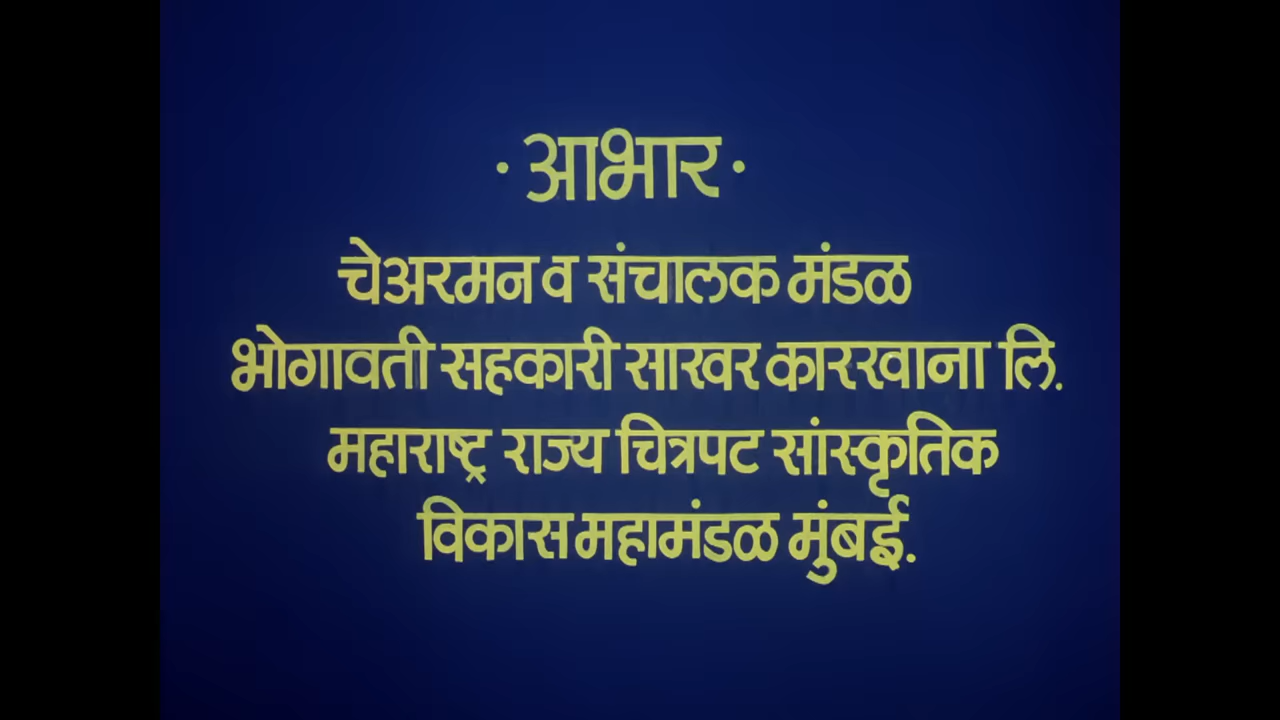 · आभार ·
चेअरमन व संचालक मंडळ
भोगावती सहकारी साखर कारखाना लि.
महाराष्ट्र राज्य चित्रपट सांस्कृतिक
विकास महामंडळ मुंबई.